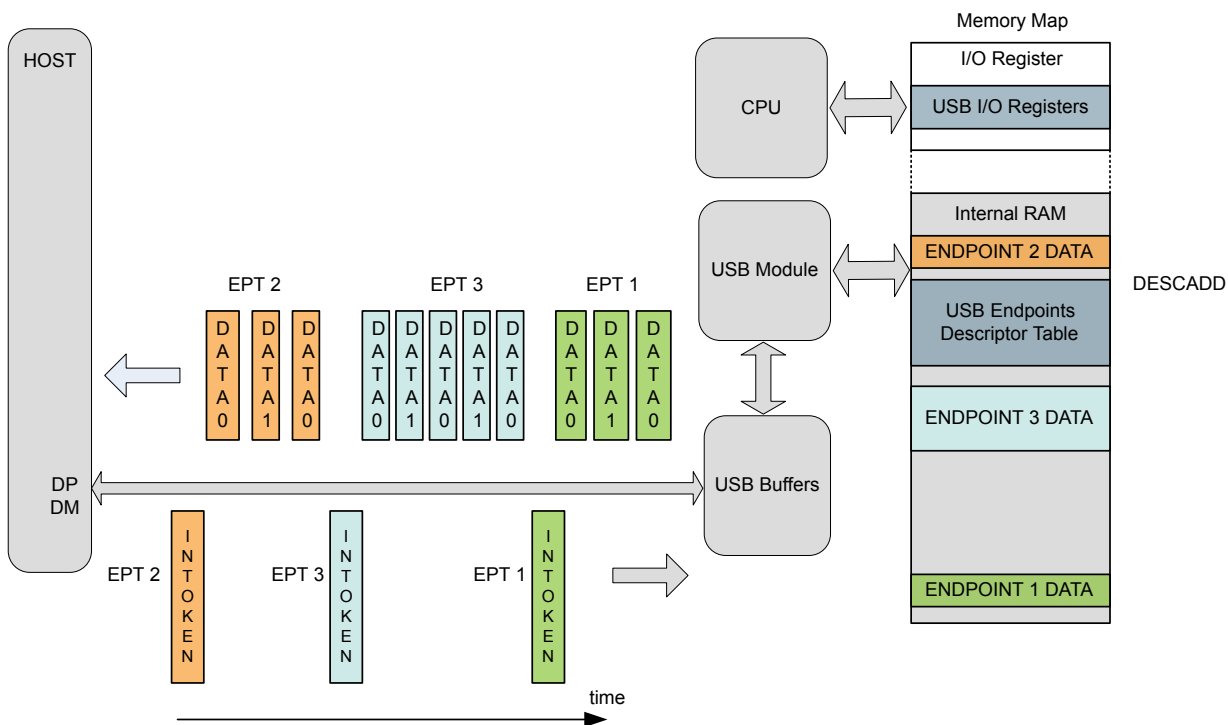 Memory Map
HOST
I/O Register
CPU
USB I/O Registers
Internal RAM
USB Module
ENDPOINT 2 DATA
DESCADD
EPT 2
EPT 3
EPT 1
USB Endpoints
Descriptor Table
DATA0
DATA1
DATA0
DATA0
DATA1
DATA0
DATA1
DATA0
DATA0
DATA1
DATA0
ENDPOINT 3 DATA
DP
DM
USB Buffers
EPT 2
INTOKEN
EPT 3
INTOKEN
EPT 1
INTOKEN
ENDPOINT 1 DATA
time